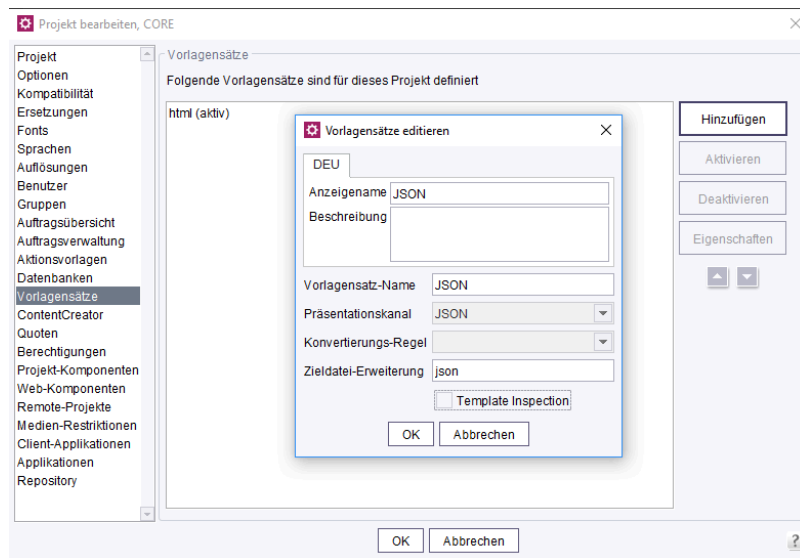 Projekt bearbeiten, CORE
Projekt
Optionen
Kompatibilität
Ersetzungen
Fonts
Sprachen
Auflösungen
Benutzer
Gruppen
Auftragsübersicht
Auftragsverwaltung
Aktionsvorlagen
Datenbanken
Vorlagensätze
ContentCreator
Quoten
Berechtigungen
Projekt-Komponenten
Web-Komponenten
Remote-Projekte
Medien-Restriktionen
Client-Applikationen
Applikationen
Repository
Vorlagensätze
Folgende Vorlagensätze sind für dieses Projekt definiert
html (aktiv)
Vorlagensätze editieren
DEU
Anzeigename JSON
Beschreibung
Vorlagensatz-Name JSON
Präsentationskanal JSON
Konvertierungs-Regel
Zieldatei-Erweiterung json
Template Inspection
OK Abbrechen
Hinzufügen
Aktivieren
Deaktivieren
Eigenschaften
OK Abbrechen
?